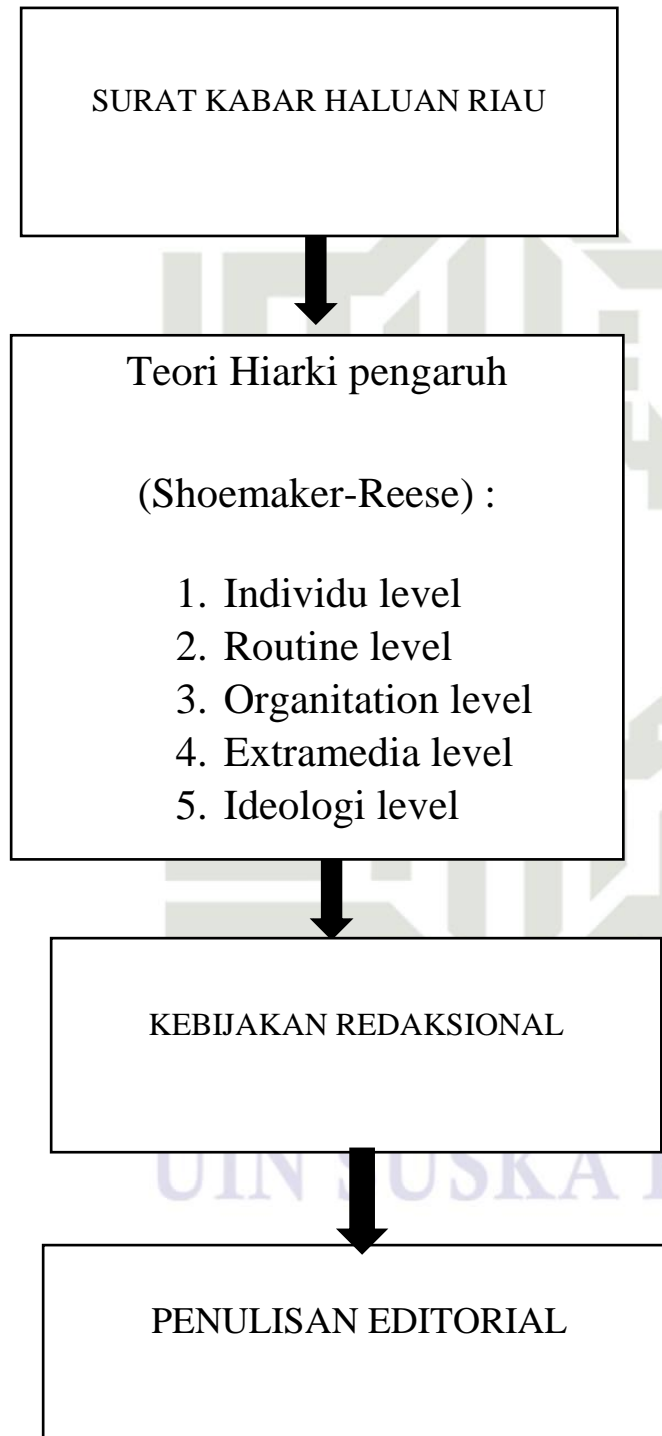 SURAT KABAR HALUAN RIAU
Teori Hiarki pengaruh
(Shoemaker-Reese) :
1. Individu level
2. Routine level
3. Organitation level
4. Extramedia level
5. Ideologi level
KEBIJAKAN REDAKSIONAL
UIN SUSKA
PENULISAN EDITORIAL